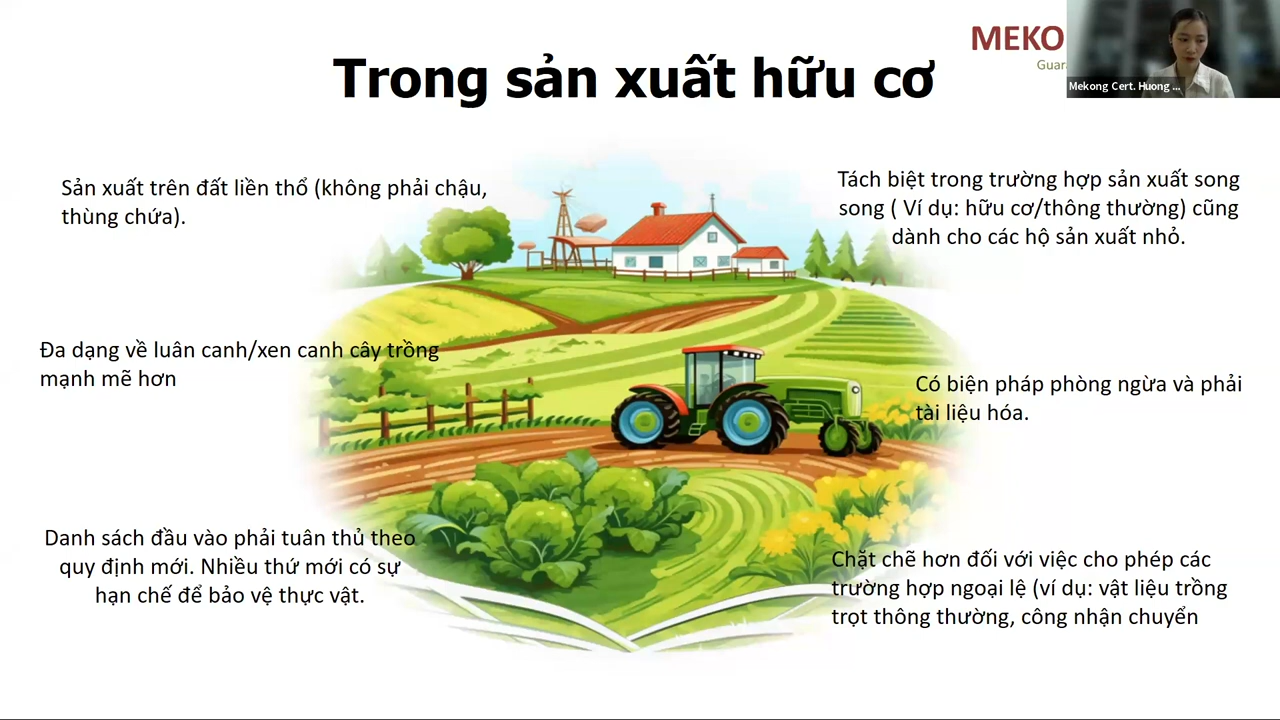 MEKO
Guara
Mekong Cert. Huong ...
Trong sản xuất hữu cơ
Sản xuất trên đất liền thổ (không phải chậu,
thùng chứa).
Tách biệt trong trường hợp sản xuất song
song ( Ví dụ: hữu cơ/thông thường) cũng
dành cho các hộ sản xuất nhỏ.
Đa dạng về luân canh/xen canh cây trồng
mạnh mẽ hơn
Có biện pháp phòng ngừa và phải
tài liệu hóa.
Danh sách đầu vào phải tuân thủ theo
quy định mới. Nhiều thứ mới có sự
hạn chế để bảo vệ thực vật.
Chặt chẽ hơn đối với việc cho phép các
trường hợp ngoại lệ (ví dụ: vật liệu trồng
trọt thông thường, công nhận chuyển